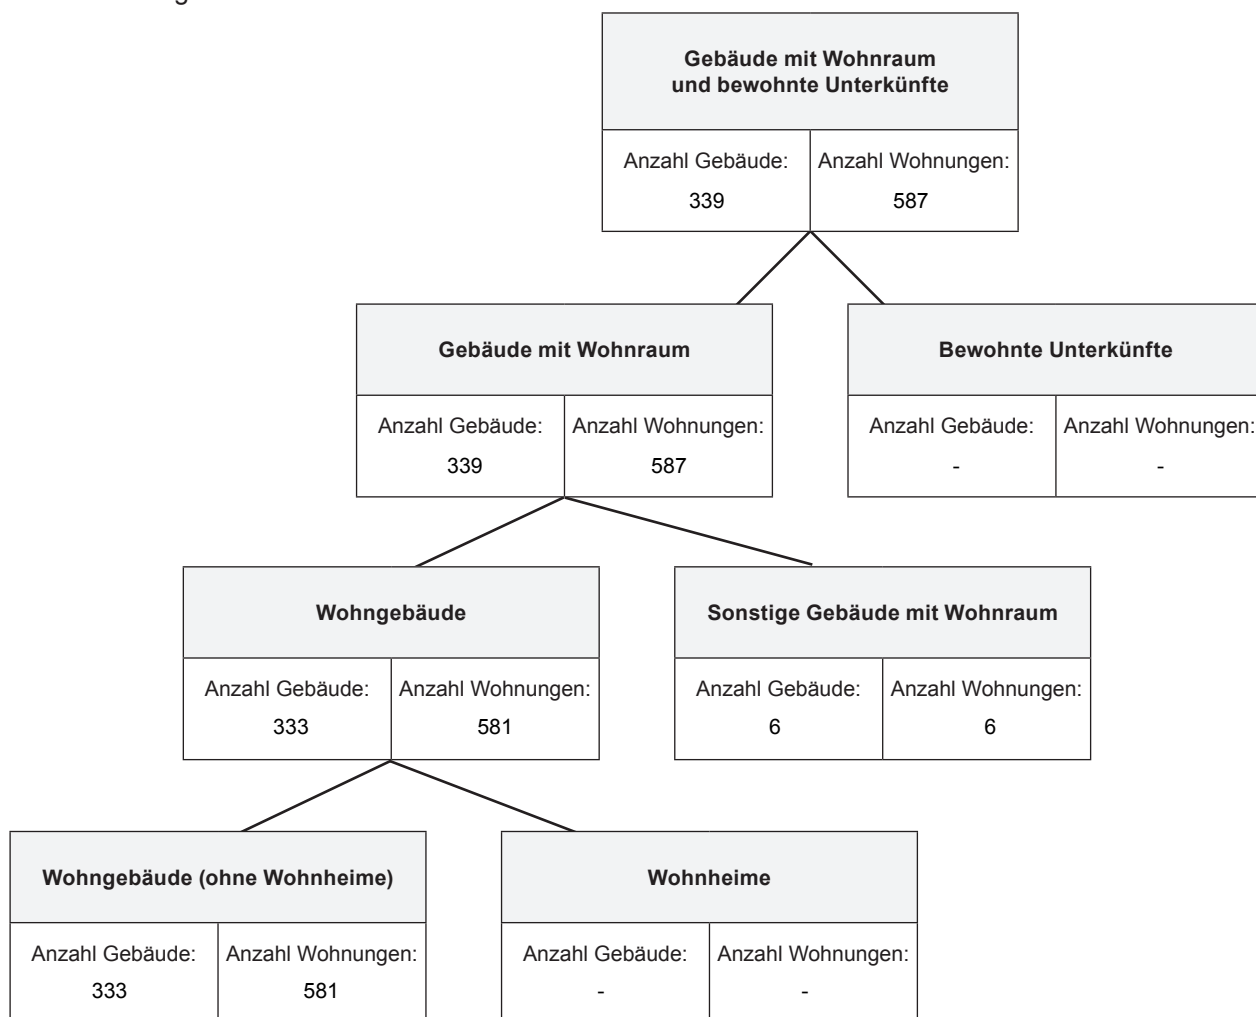 Gebäude mit Wohnraum
und bewohnte Unterkünfte
Anzahl Gebäude: Anzahl Wohnungen:
339 587
Gebäude mit Wohnraum
Anzahl Gebäude: Anzahl Wohnungen:
339 587
Bewohnte Unterkünfte
Anzahl Gebäude: Anzahl Wohnungen:
- -
Wohngebäude
Anzahl Gebäude: Anzahl Wohnungen:
333 581
Sonstige Gebäude mit Wohnraum
Anzahl Gebäude: Anzahl Wohnungen:
6 6
Wohngebäude (ohne Wohnheime)
Anzahl Gebäude: Anzahl Wohnungen:
333 581
Wohnheime
Anzahl Gebäude: Anzahl Wohnungen:
- -